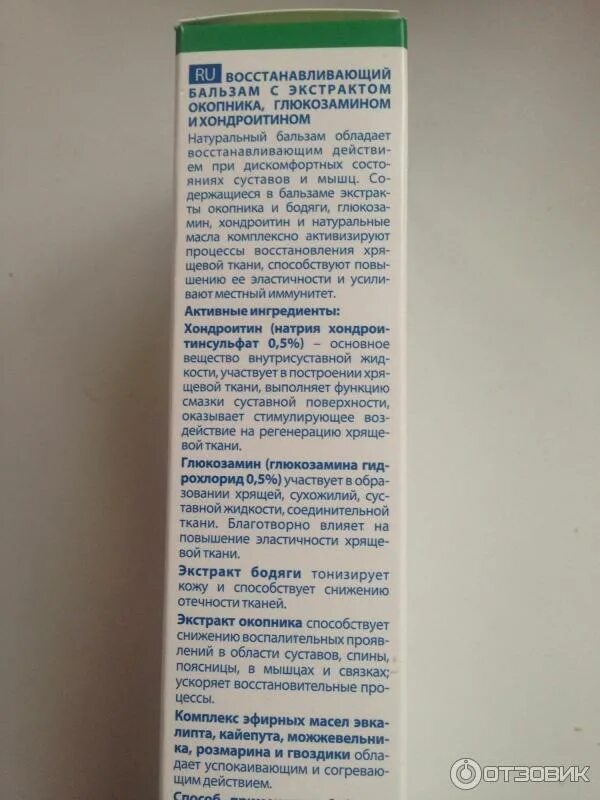 RU ВОССТАНАВЛИВАЮЩИЙ
БАЛЬЗАМ С ЭКСТРАКТОМ
ОКОПНИКА, ГЛЮКОЗАМИНОМ
И ХОНДРОИТИНОМ
Натуральный бальзам обладает
восстанавливающим действи-
ем при дискомфортных состо-
яниях суставов и мышц. Со-
держащиеся в бальзаме экстрак-
ты окопника и бодяги, глюкоза-
мин, хондроитин и натуральные
масла комплексно активизируют
процессы восстановления хря-
щевой ткани, способствуют повы-
шению ее эластичности и усили-
вают местный иммунитет.
Активные ингредиенты:
Хондроитин (натрия хондрои-
тинсульфат 0,5%) – основное
вещество внутрисуставной жид-
кости, участвует в построении хря-
щевой ткани, выполняет функцию
смазки суставной поверхности,
оказывает стимулирующее воз-
действие на регенерацию хряще-
вой ткани.
Глюкозамин (глюкозамина гид-
рохлорид 0,5%) участвует в обра-
зовании хрящей, сухожилий, сус-
тавной жидкости, соединительной
ткани. Благотворно влияет на
повышение эластичности хряще-
вой ткани.
Экстракт бодяги тонизирует
кожу и способствует снижению
отечности тканей.
Экстракт окопника способствует
снижению воспалительных прояв-
лений в области суставов, спины,
поясницы, в мышцах и связках;
ускоряет восстановительные про-
цессы.
Комплекс эфирных масел эвка-
липта, кайепута, можжевельни-
ка, розмарина и гвоздики обла-
дает успокаивающим и согреваю-
щим действием.
Способ
ОТЗОВИК